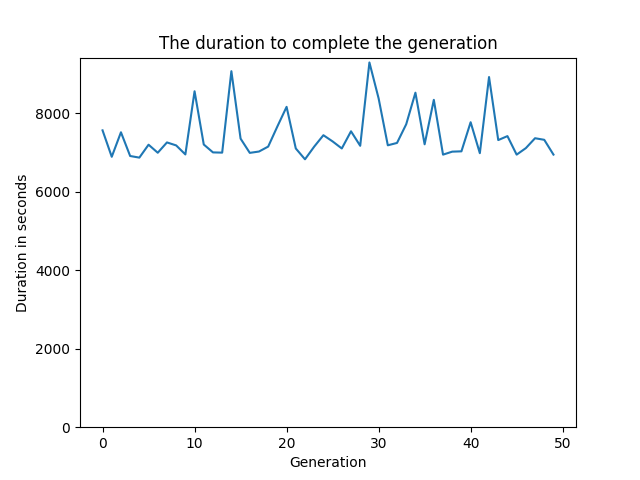 The duration to complete the generation
8000
6000
4000
2000
0
Duration in seconds
0 10 20 30 40 50
Generation